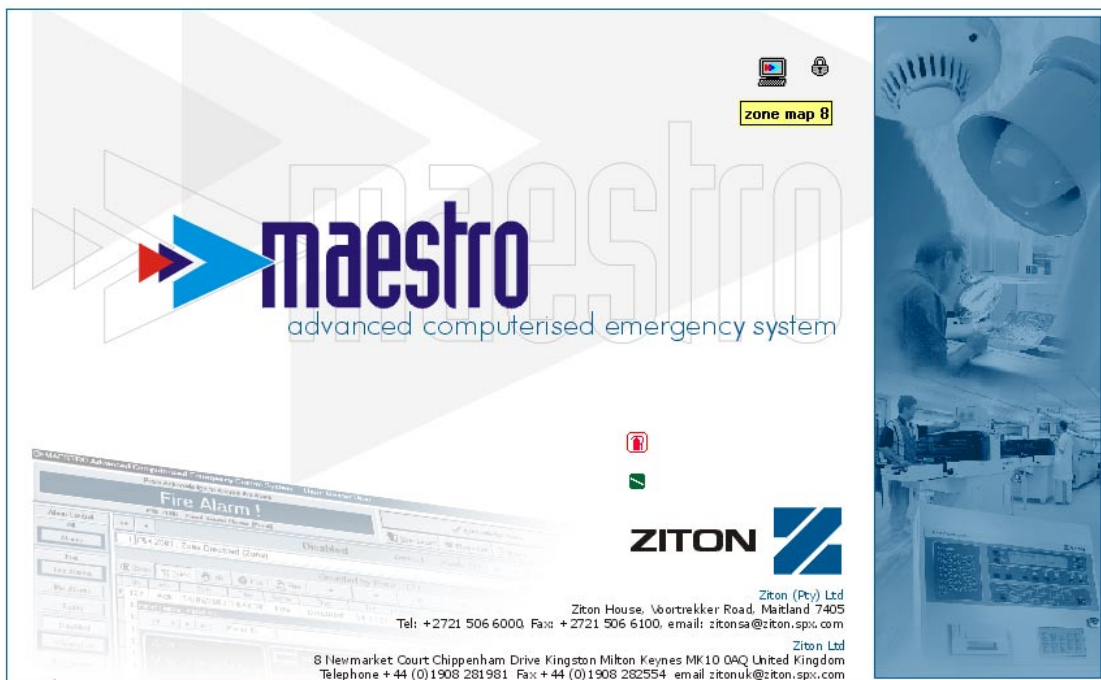 zone map 8
maestro
maestro
advanced computerised emergency system
Fire Alarm !
Disabled
ZITON
Ziton (Pty) Ltd
Ziton House, Voortrekker Road, Maitland 7405
Tel: +2721 506 6000, Fax: +2721 506 6100, email: zitonsa@ziton.spx.com
Ziton Ltd
8 Newmarket Court Chippenham Drive Kingston Milton Keynes MK10 0AQ United Kingdom
Telephone +44 (0)1908 281981 Fax +44 (0)1908 282554 email zitonuk@ziton.spx.com